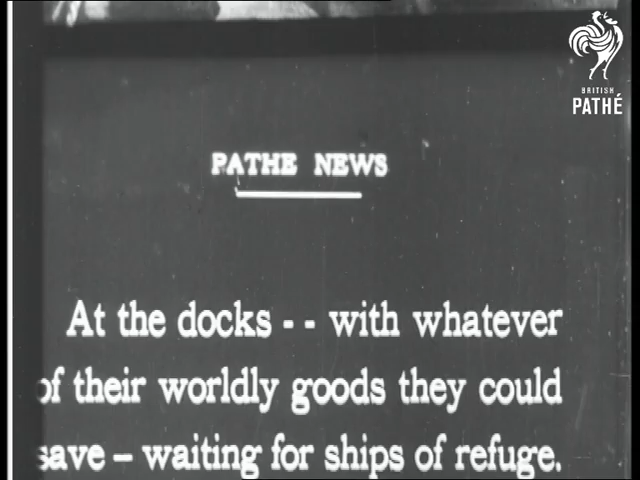 BRITISH
PATHÉ
PATHE NEWS
At the docks -- with whatever
of their worldly goods they could
save – waiting for ships of refuge.